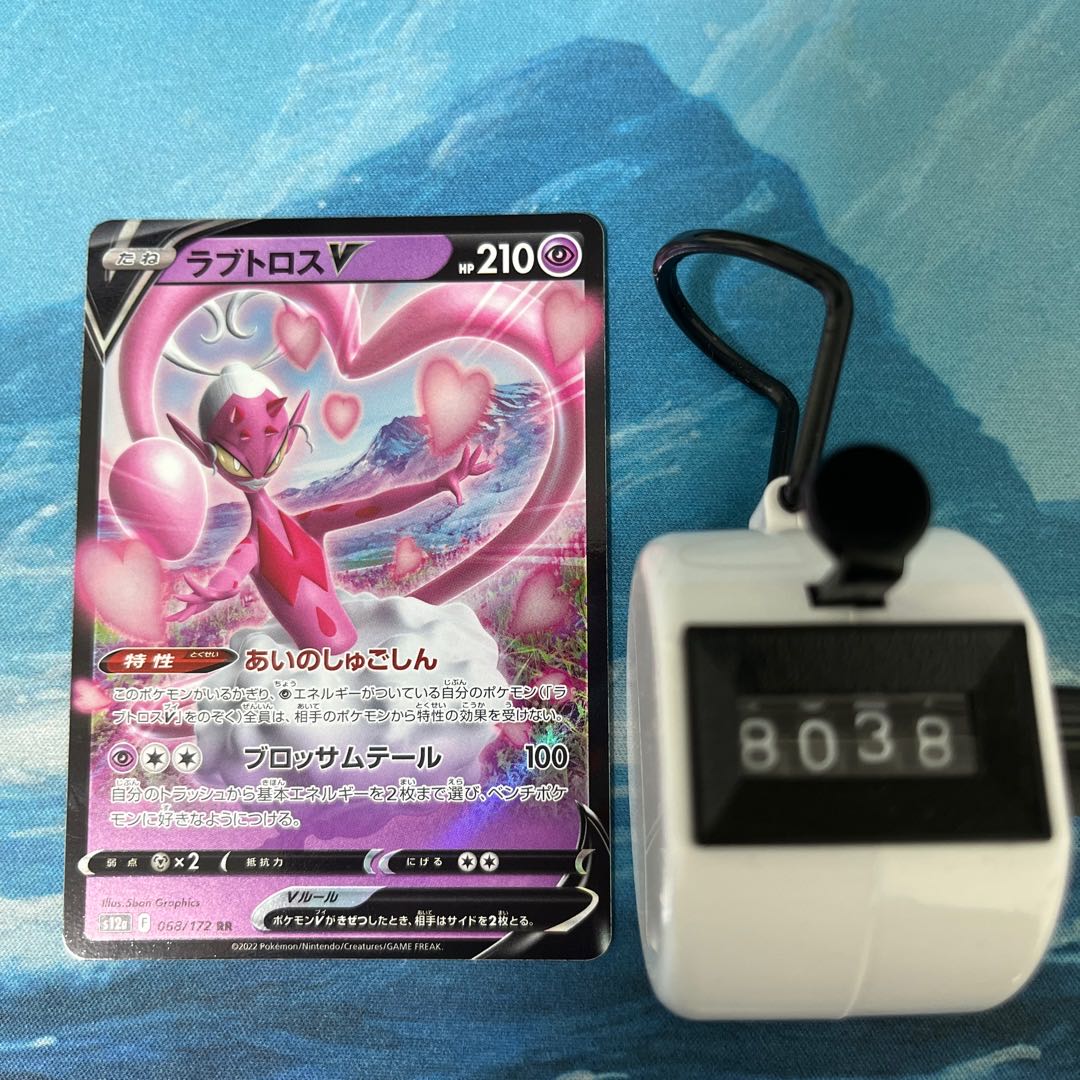 たね ラブトロスV HP210
特性 とくせい あいのしゅごしん
このポケモンがいるかぎり、エネルギーがついている自分のポケモン(「ラ
ブトロスV」をのぞく)全員は、相手のポケモンから特性の効果を受けない。
ブロッサムテール 100
自分のトラッシュから基本エネルギーを2枚まで選び、ベンチポケ
モンに好きなようにつける。
弱点 ×2 抵抗力 にげる
Illus.5ban Graphics
Vルール
ポケモンVがきぜつしたとき、相手はサイドを2枚とる。
s12a F 068/172 RR
©2022 Pokémon/Nintendo/Creatures/GAME FREAK.
8038